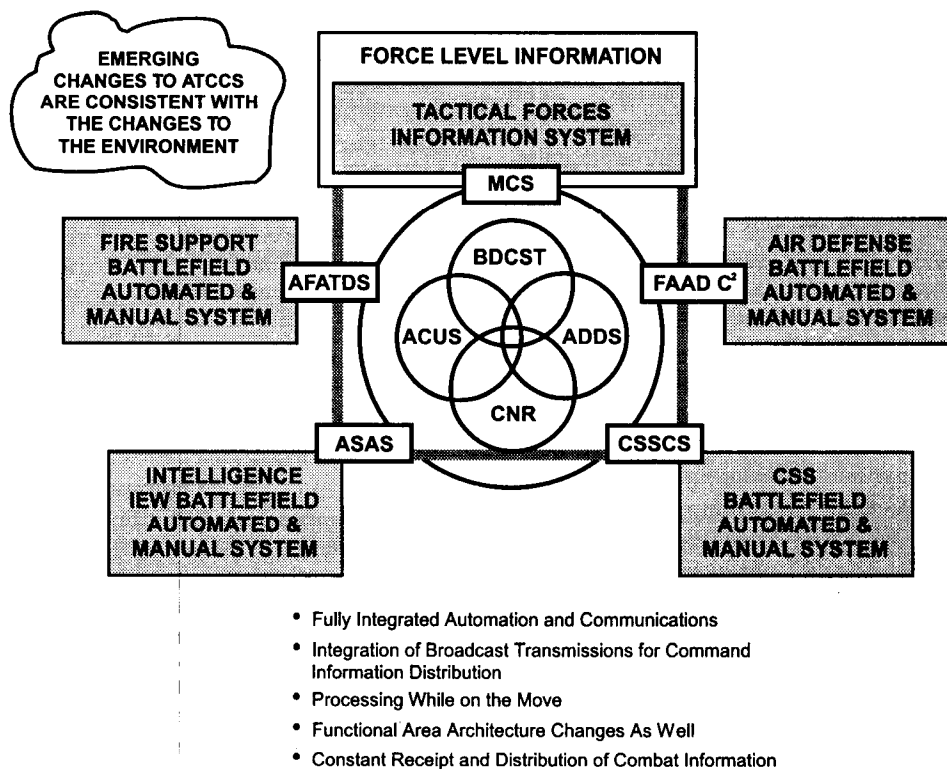 EMERGING
CHANGES TO ATCCS
ARE CONSISTENT WITH
THE CHANGES TO
THE ENVIRONMENT
FORCE LEVEL INFORMATION
TACTICAL FORCES
INFORMATION SYSTEM
MCS
FIRE SUPPORT
BATTLEFIELD
AUTOMATED &
MANUAL SYSTEM
AFATDS
BDCST
ACUS
ADDS
CNR
FAAD C²
AIR DEFENSE
BATTLEFIELD
AUTOMATED &
MANUAL SYSTEM
ASAS
CSSCS
INTELLIGENCE
IEW BATTLEFIELD
AUTOMATED &
MANUAL SYSTEM
CSS
BATTLEFIELD
AUTOMATED &
MANUAL SYSTEM
• Fully Integrated Automation and Communications
• Integration of Broadcast Transmissions for Command
Information Distribution
• Processing While on the Move
• Functional Area Architecture Changes As Well
• Constant Receipt and Distribution of Combat Information